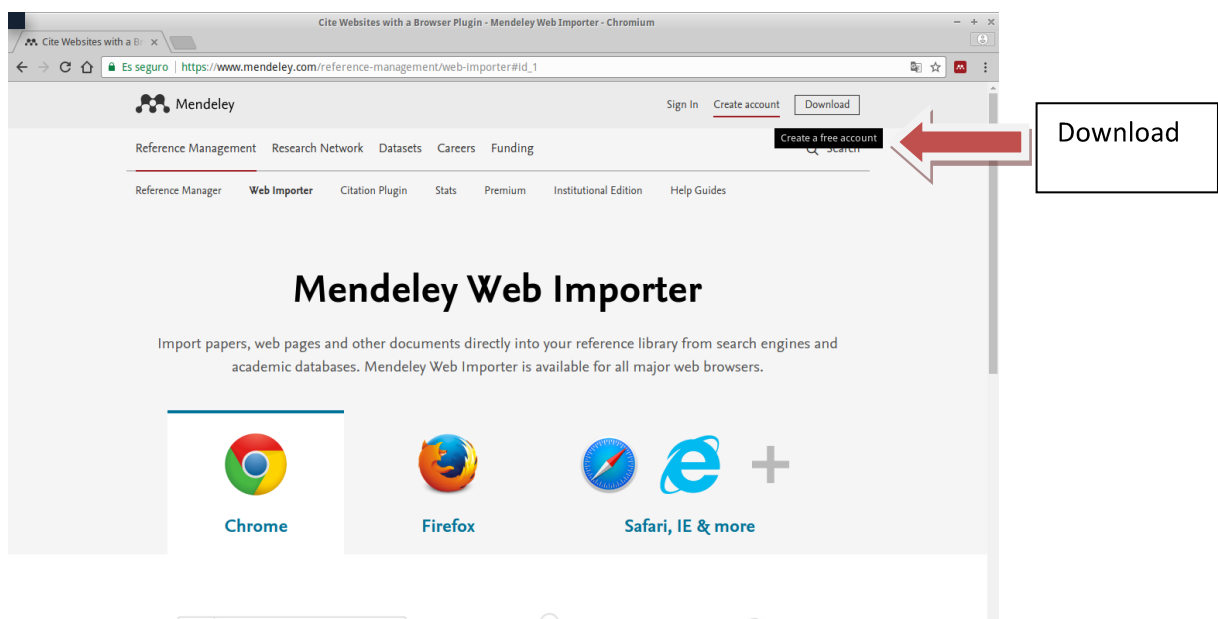 Cite Websites with a Browser Plugin - Mendeley Web Importer - Chromium
Cite Websites with a Br
Es seguro https://www.mendeley.com/reference-management/web-importer#id_1
Mendeley
Sign In Create account Download
Create a free account
Download
Reference Management Research Network Datasets Careers Funding Search
Reference Manager Web Importer Citation Plugin Stats Premium Institutional Edition Help Guides
Mendeley Web Importer
Import papers, web pages and other documents directly into your reference library from search engines and
academic databases. Mendeley Web Importer is available for all major web browsers.
Chrome Firefox Safari, IE & more